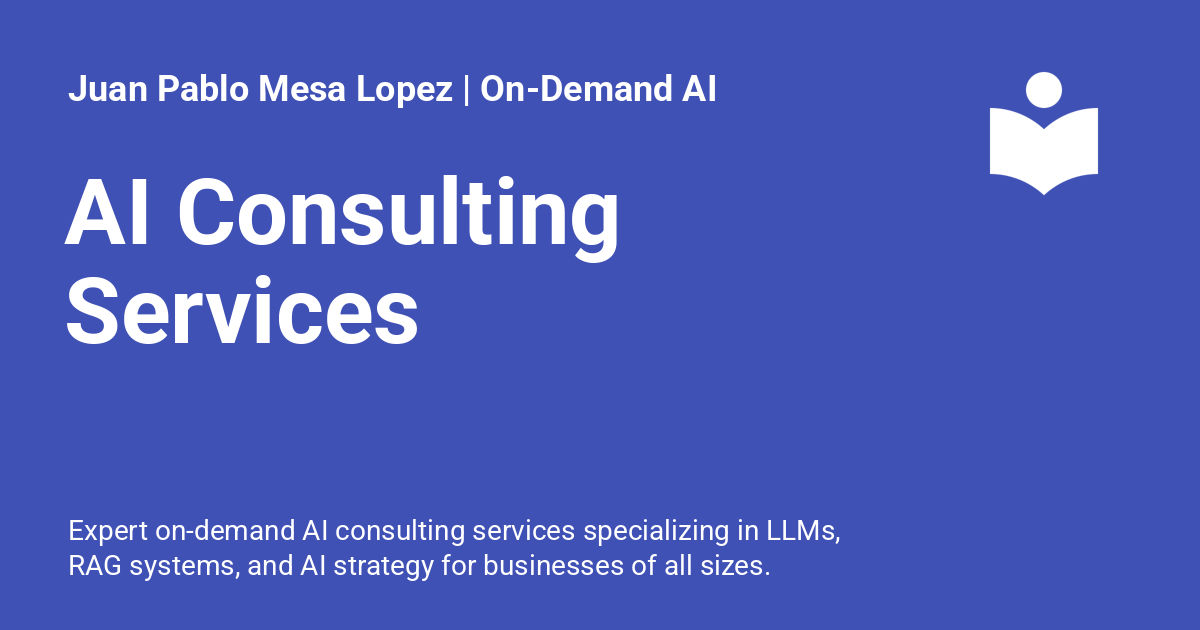 Juan Pablo Mesa Lopez | On-Demand AI
AI Consulting
Services
Expert on-demand AI consulting services specializing in LLMs,
RAG systems, and AI strategy for businesses of all sizes.